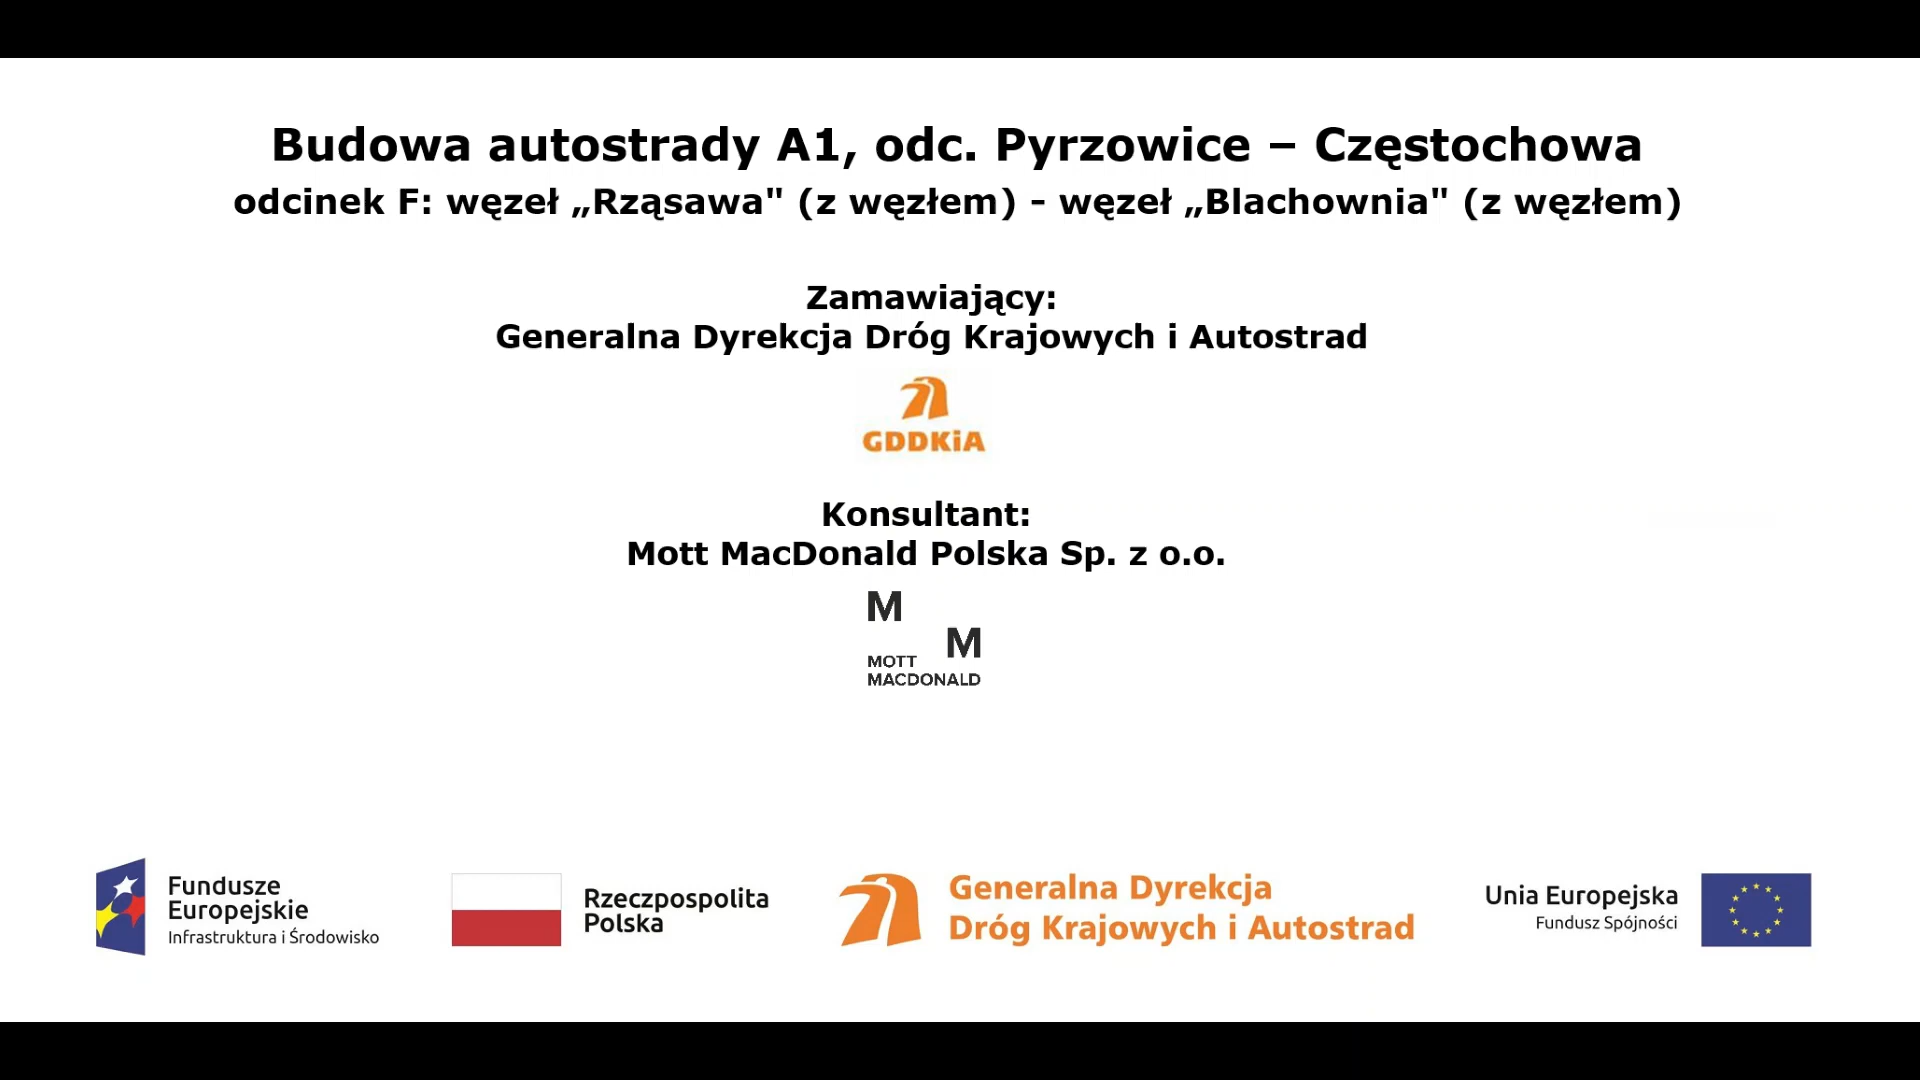 Budowa autostrady A1, odc. Pyrzowice – Częstochowa
odcinek F: węzeł „Rząsawa" (z węzłem) - węzeł „Blachownia" (z węzłem)
Zamawiający:
Generalna Dyrekcja Dróg Krajowych i Autostrad
GDDKiA
Konsultant:
Mott MacDonald Polska Sp. z o.o.
M
M
MOTT
MACDONALD
Fundusze
Europejskie
Infrastruktura i Środowisko
Rzeczpospolita
Polska
Generalna Dyrekcja
Dróg Krajowych i Autostrad
Unia Europejska
Fundusz Spójności